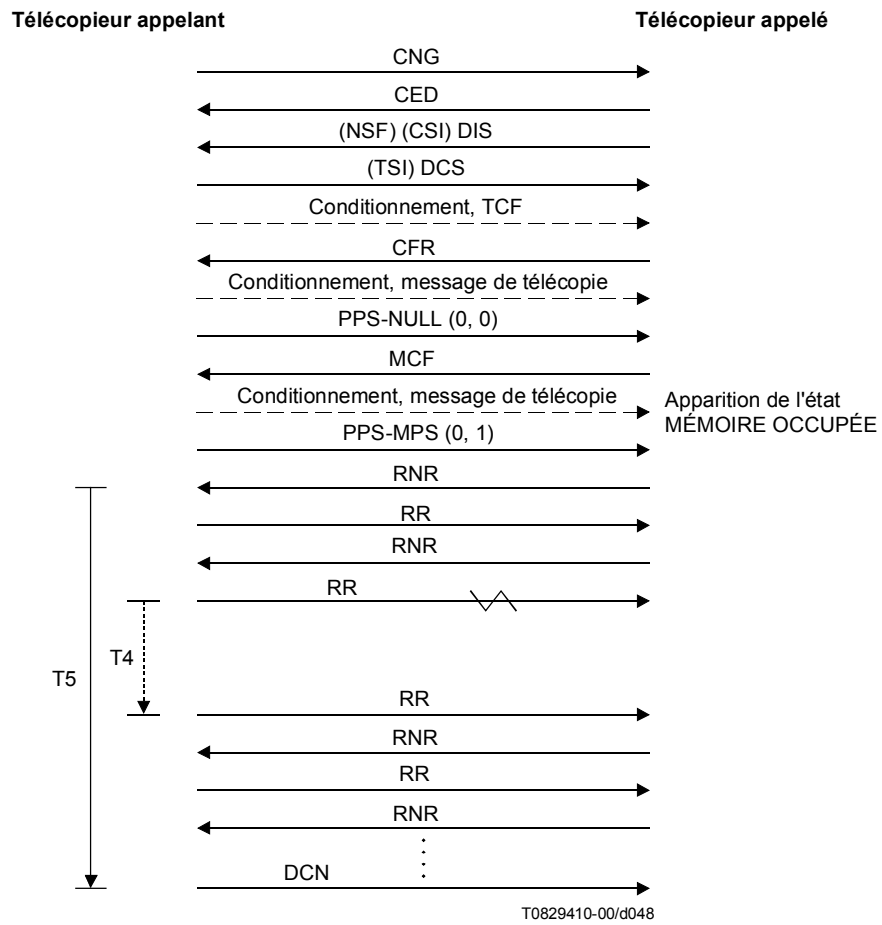 Télécopieur appelant
Télécopieur appelé
CNG
CED
(NSF) (CSI) DIS
(TSI) DCS
Conditionnement, TCF
CFR
Conditionnement, message de télécopie
PPS-NULL (0, 0)
MCF
Conditionnement, message de télécopie
Apparition de l'état
MÉMOIRE OCCUPÉE
PPS-MPS (0, 1)
RNR
RR
RNR
RR
T4
T5
RR
RNR
RR
RNR
DCN
T0829410-00/d048